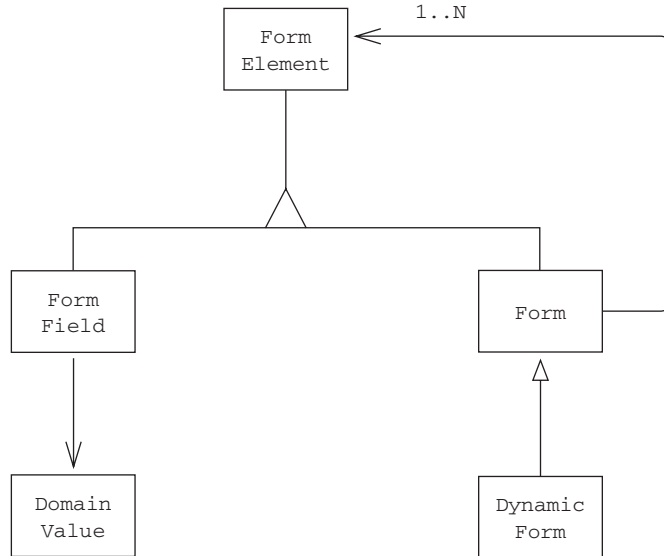 1..N
Form
Element
Form
Field
Form
Domain
Value
Dynamic
Form